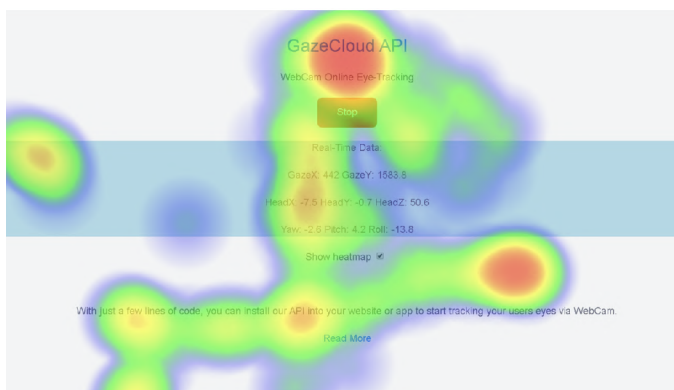 GazeCloud API
WebCam Online Eye-Tracking
Stop
Real-Time Data:
GazeX: 442 GazeY: 1583.8
HeadX: -7.5 HeadY: -0.7 HeadZ: 50.6
Yaw: -2.6 Pitch: 4.2 Roll: -13.8
Show heatmap
With just a few lines of code, you can install our API into your website or app to start tracking your users eyes via WebCam.
Read More